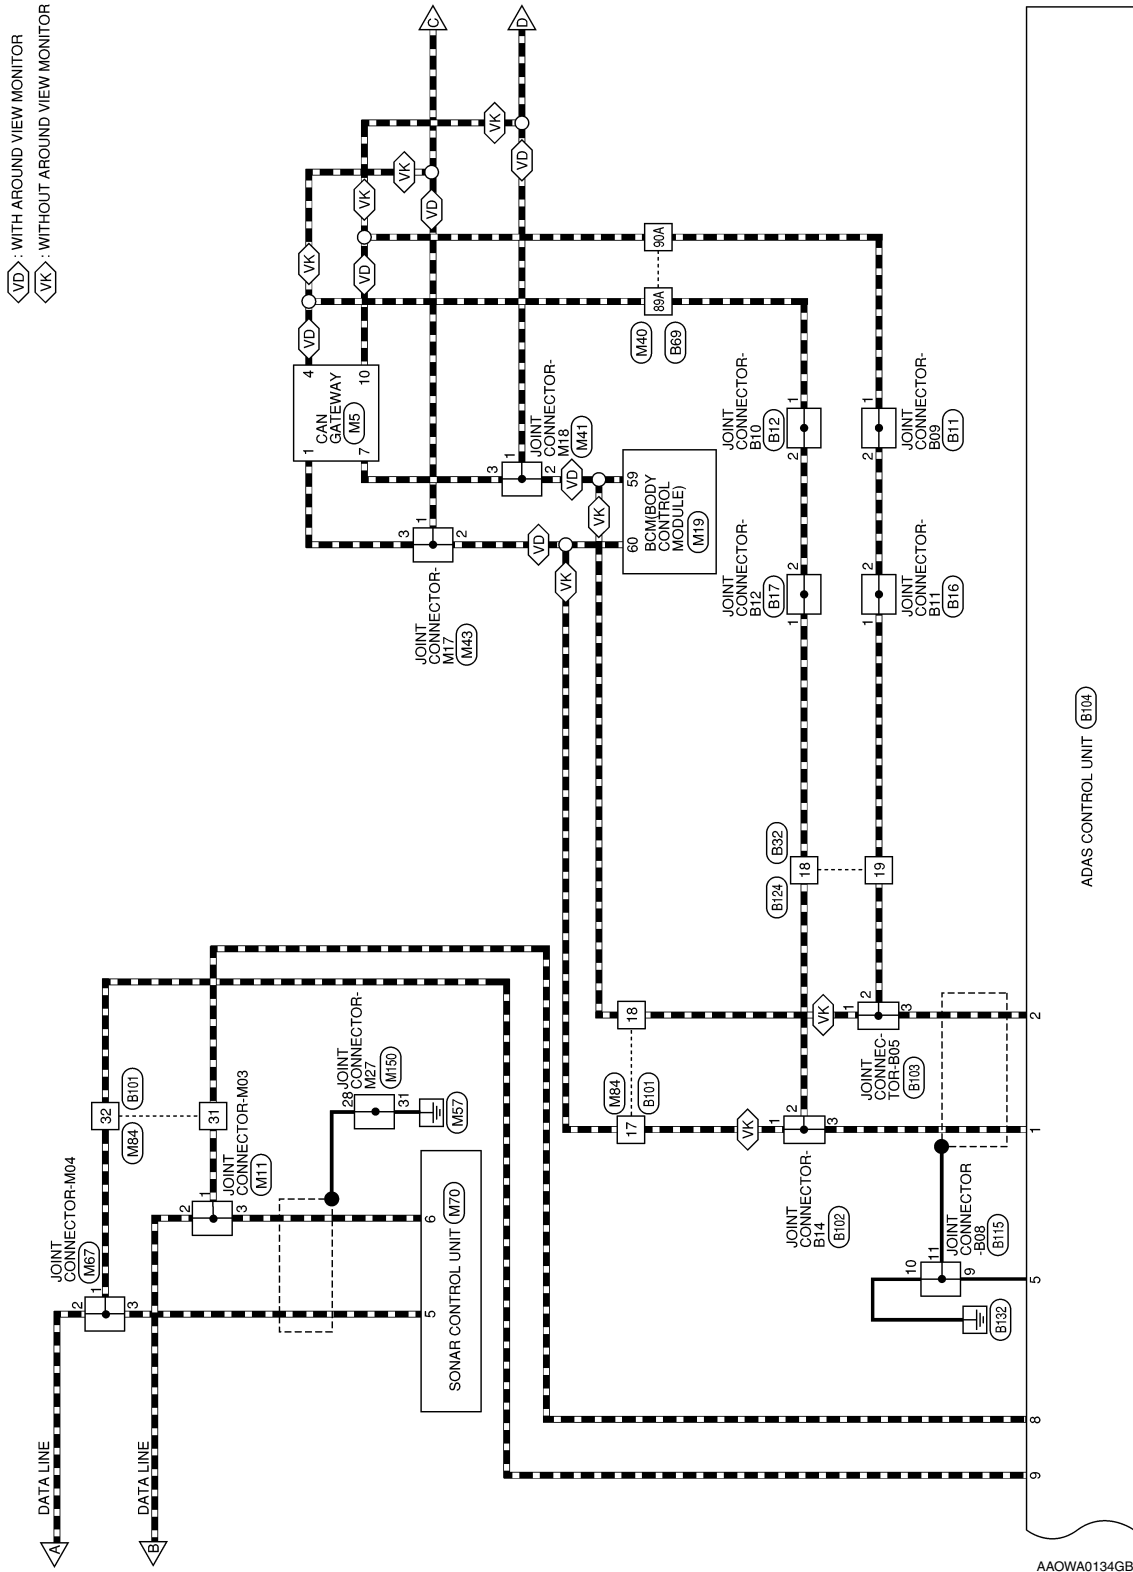 VD : WITH AROUND VIEW MONITOR
VK : WITHOUT AROUND VIEW MONITOR
A
DATA LINE
B
DATA LINE
C
D
JOINT
CONNECTOR-M04
M67
2
1
3
32
B101
M84
31
JOINT
CONNECTOR-M03
M11
2
1
3
28
JOINT
CONNECTOR-
M27
M150
31
M57
5
6
SONAR CONTROL UNIT
M70
VK
VK
VK
VK
VD
VD
VD
VD
4
10
CAN
GATEWAY
M5
1
7
3
1
2
JOINT
CONNECTOR-
M17
M43
3
1
2
JOINT
CONNECTOR-
M18
M41
VD
VK
VD
VK
59
60
BCM(BODY
CONTROL
MODULE)
M19
90A
89A
M40
B69
JOINT
CONNECTOR-
B10
B12
1
2
JOINT
CONNECTOR-
B09
B11
1
2
JOINT
CONNECTOR-
B12
B17
2
1
JOINT
CONNECTOR-
B11
B16
2
1
B32
B124
18
19
18
17
M84
B101
VK
VK
1
2
3
JOINT
CONNEC-
TOR-B05
B103
1
2
3
JOINT
CONNECTOR-
B14
B102
10
11
9
JOINT
CONNECTOR
-B08
B115
B132
2
1
5
8
9
ADAS CONTROL UNIT
B104
AAOWA0134GB